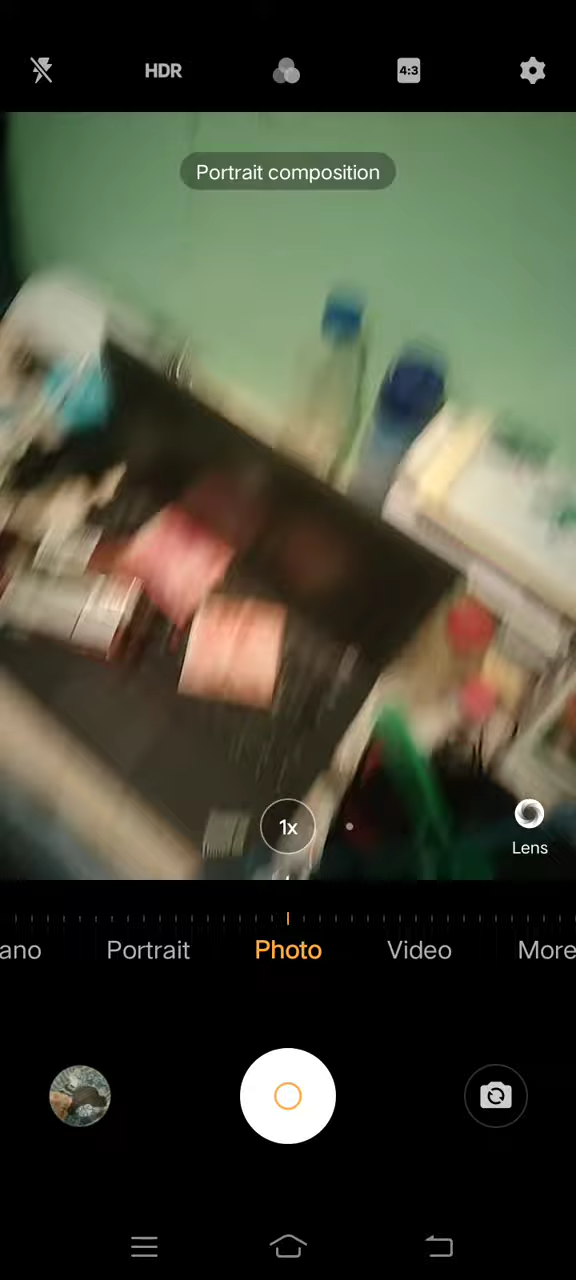 HDR
4:3
Portrait composition
1x
Lens
ano
Portrait
Photo
Video
More